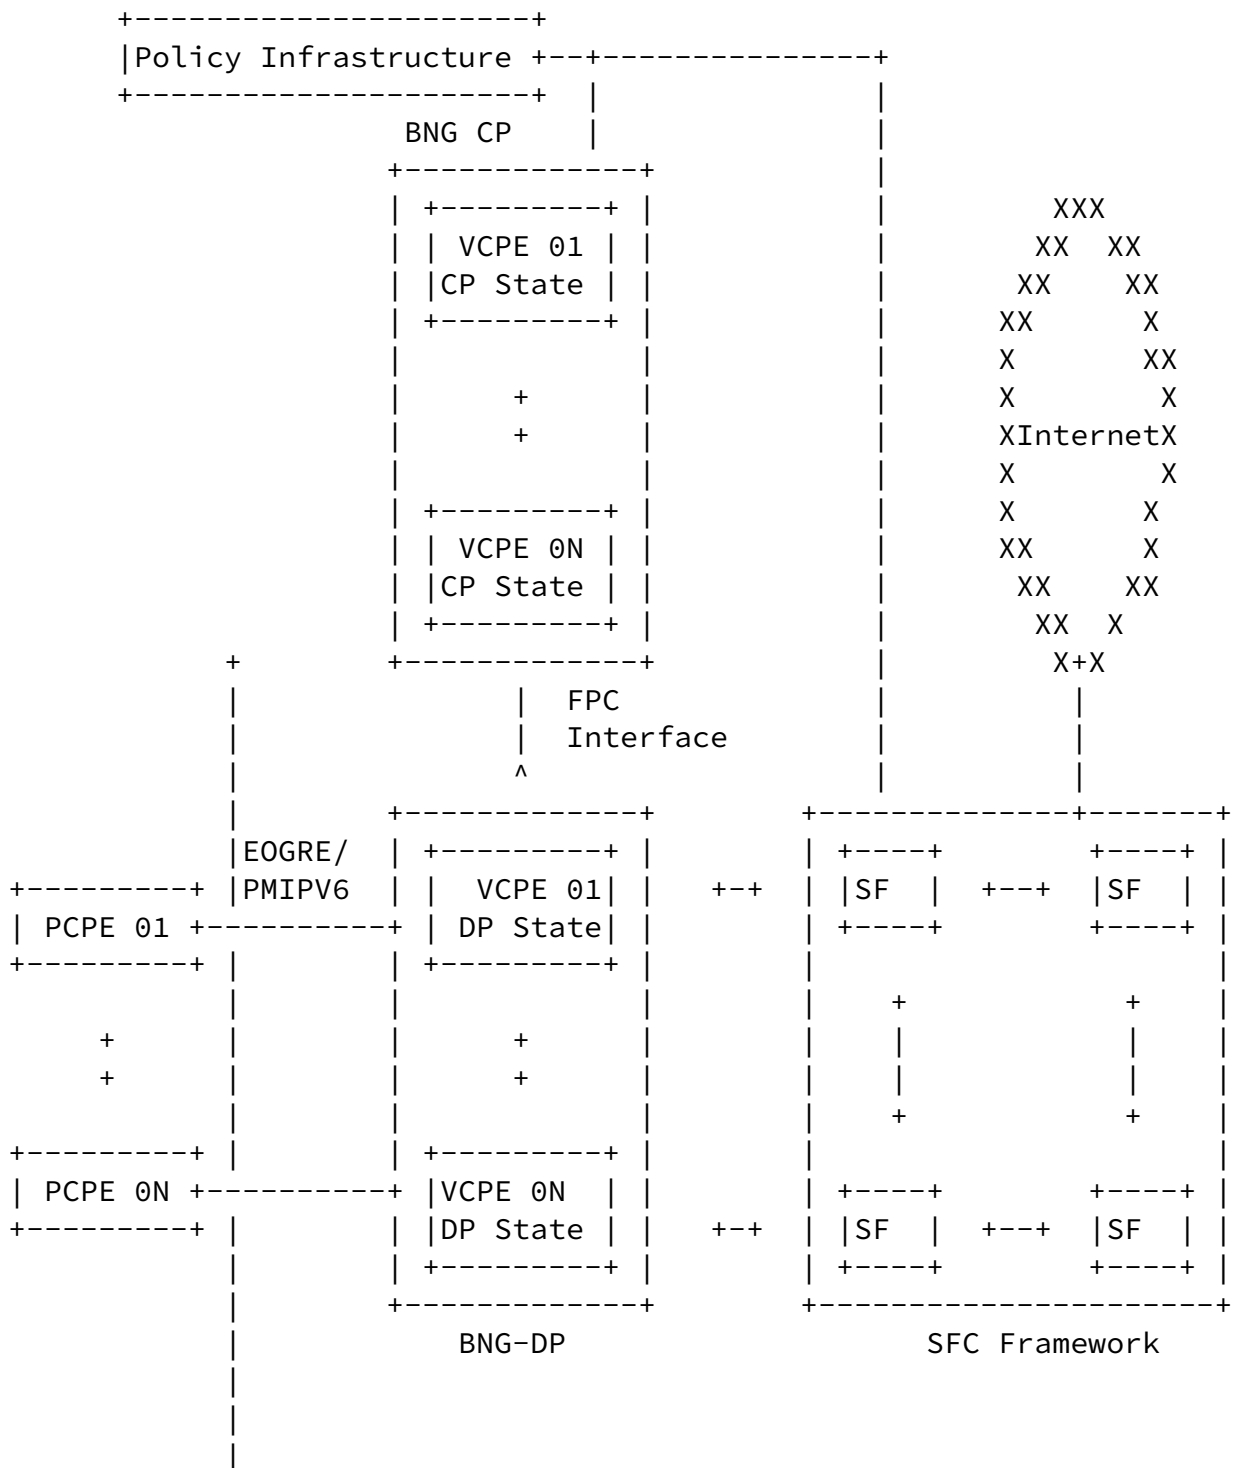 Policy Infrastructure
BNG CP
VCPE 01
CP State
Internet
VCPE 0N
CP State
FPC
Interface
EOGRE/
PMIPV6
PCPE 01
VCPE 01
DP State
SF
SF
PCPE 0N
VCPE 0N
DP State
SF
SF
BNG-DP
SFC Framework